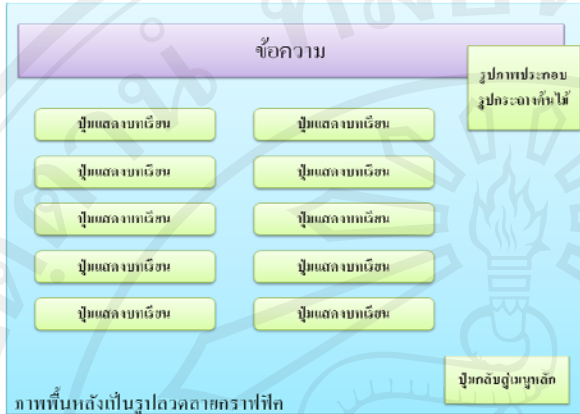 ข้อความ
รูปภาพประกอบ
รูปกระถางต้นไม้
ปุ่มแสดงบทเรียน
ปุ่มแสดงบทเรียน
ปุ่มแสดงบทเรียน
ปุ่มแสดงบทเรียน
ปุ่มแสดงบทเรียน
ปุ่มแสดงบทเรียน
ปุ่มแสดงบทเรียน
ปุ่มแสดงบทเรียน
ปุ่มแสดงบทเรียน
ปุ่มแสดงบทเรียน
ปุ่มกลับสู่เมนูหลัก
ภาพพื้นหลังเป็นรูปลวดลายกราฟฟิค